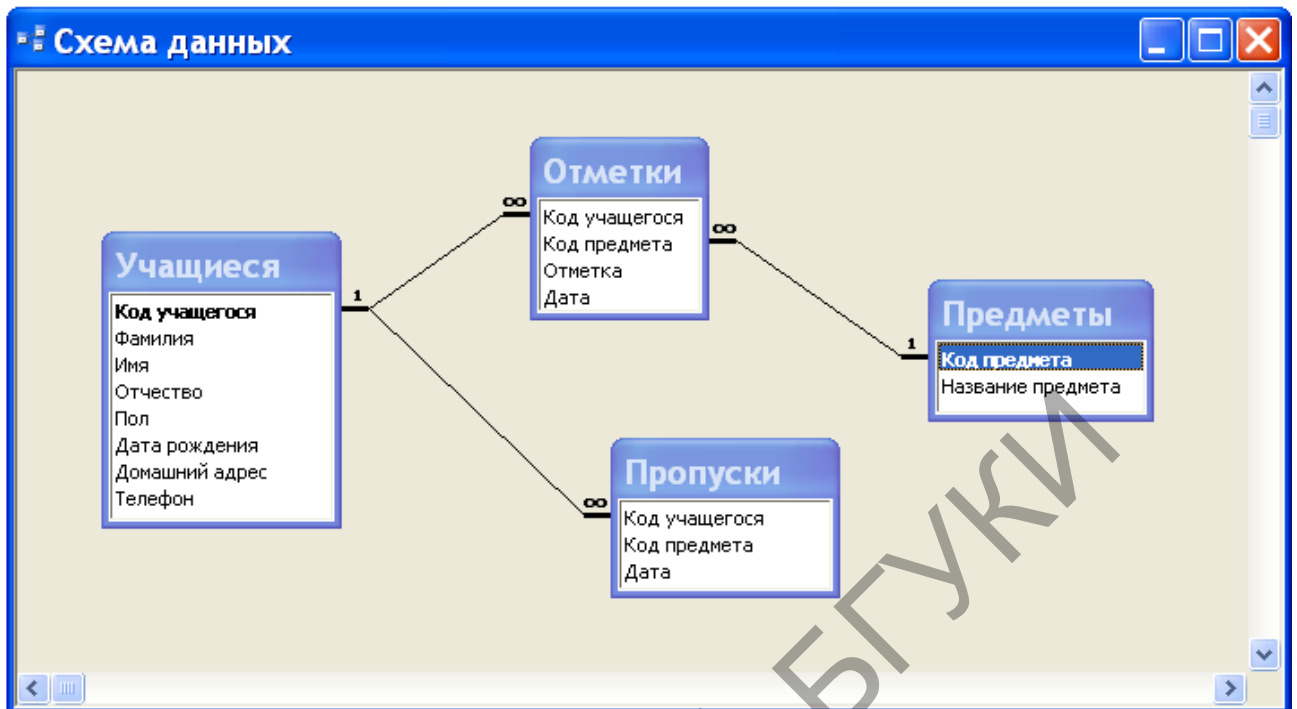 Схема данных
Отметки
Код учащегося
Код предмета
Отметка
Дата
Учащиеся
Код учащегося
Фамилия
Имя
Отчество
Пол
Дата рождения
Домашний адрес
Телефон
Предметы
Код предмета
Название предмета
Пропуски
Код учащегося
Код предмета
Дата
1
∞
∞
1
∞
БГУКИ